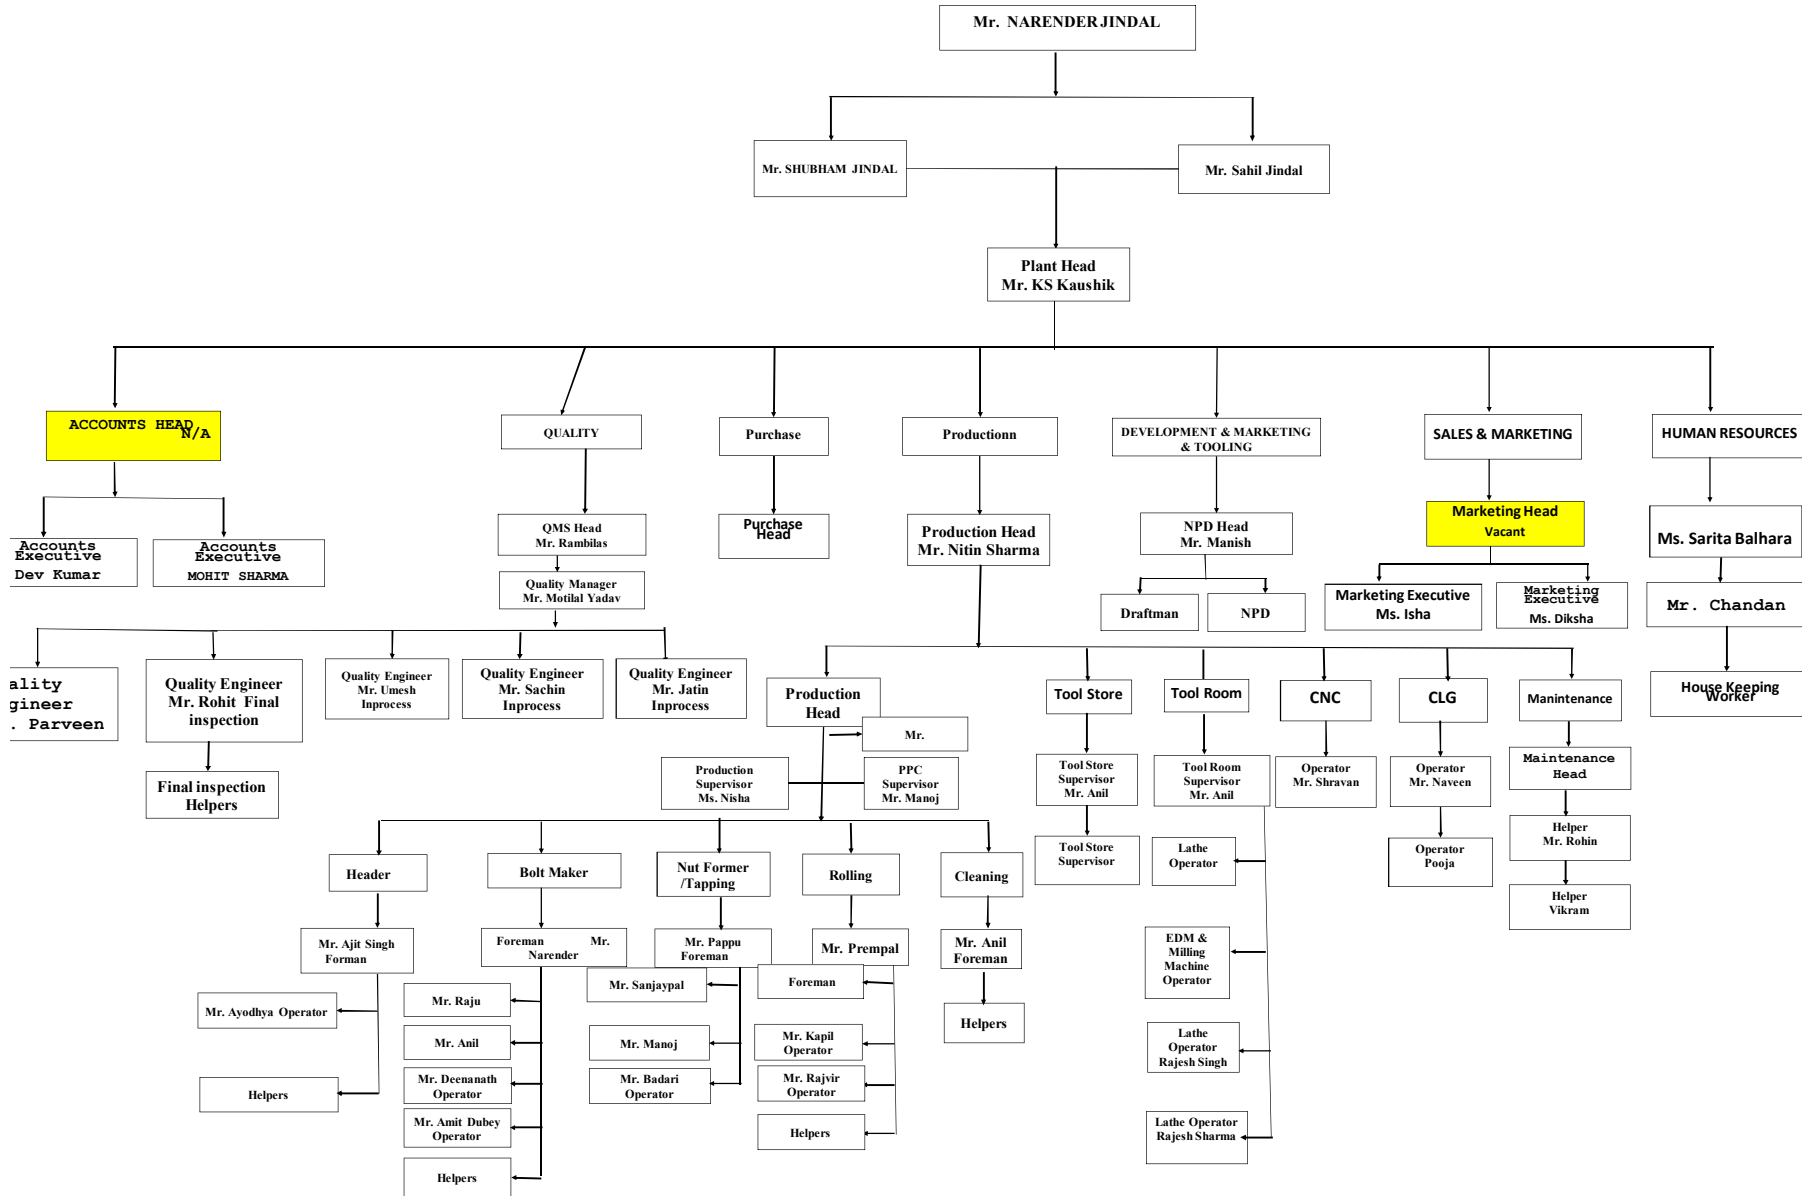 Mr. NARENDER JINDAL
Mr. SHUBHAM JINDAL
Mr. Sahil Jindal
Plant Head
Mr. KS Kaushik
ACCOUNTS HEAD
N/A
QUALITY
Purchase
Productionn
DEVELOPMENT & MARKETING
& TOOLING
SALES & MARKETING
HUMAN RESOURCES
Accounts
Executive
Dev Kumar
Accounts
Executive
MOHIT SHARMA
QMS Head
Mr. Rambilas
Purchase
Head
Production Head
Mr. Nitin Sharma
NPD Head
Mr. Manish
Marketing Head
Vacant
Ms. Sarita Balhara
Quality Manager
Mr. Motilal Yadav
Draftman
NPD
Marketing Executive
Ms. Isha
Marketing
Executive
Ms. Diksha
Mr. Chandan
ality
gineer
. Parveen
Quality Engineer
Mr. Rohit Final
inspection
Quality Engineer
Mr. Umesh
Inprocess
Quality Engineer
Mr. Sachin
Inprocess
Quality Engineer
Mr. Jatin
Inprocess
Production
Head
Tool Store
Tool Room
CNC
CLG
Manintenance
House Keeping
Worker
Mr.
Final inspection
Helpers
Production
Supervisor
Ms. Nisha
PPC
Supervisor
Mr. Manoj
Tool Store
Supervisor
Mr. Anil
Tool Room
Supervisor
Mr. Anil
Operator
Mr. Shravan
Operator
Mr. Naveen
Maintenance
Head
Header
Bolt Maker
Nut Former
/Tapping
Rolling
Cleaning
Tool Store
Supervisor
Lathe
Operator
Operator
Pooja
Helper
Mr. Rohin
Helper
Vikram
Mr. Ajit Singh
Forman
Foreman Mr.
Narender
Mr. Pappu
Foreman
Mr. Prempal
Mr. Anil
Foreman
EDM &
Milling
Machine
Operator
Mr. Ayodhya Operator
Mr. Raju
Mr. Sanjaypal
Foreman
Helpers
Mr. Anil
Mr. Manoj
Mr. Kapil
Operator
Lathe
Operator
Rajesh Singh
Helpers
Mr. Deenanath
Operator
Mr. Badari
Operator
Mr. Rajvir
Operator
Mr. Amit Dubey
Operator
Helpers
Lathe Operator
Rajesh Sharma
Helpers